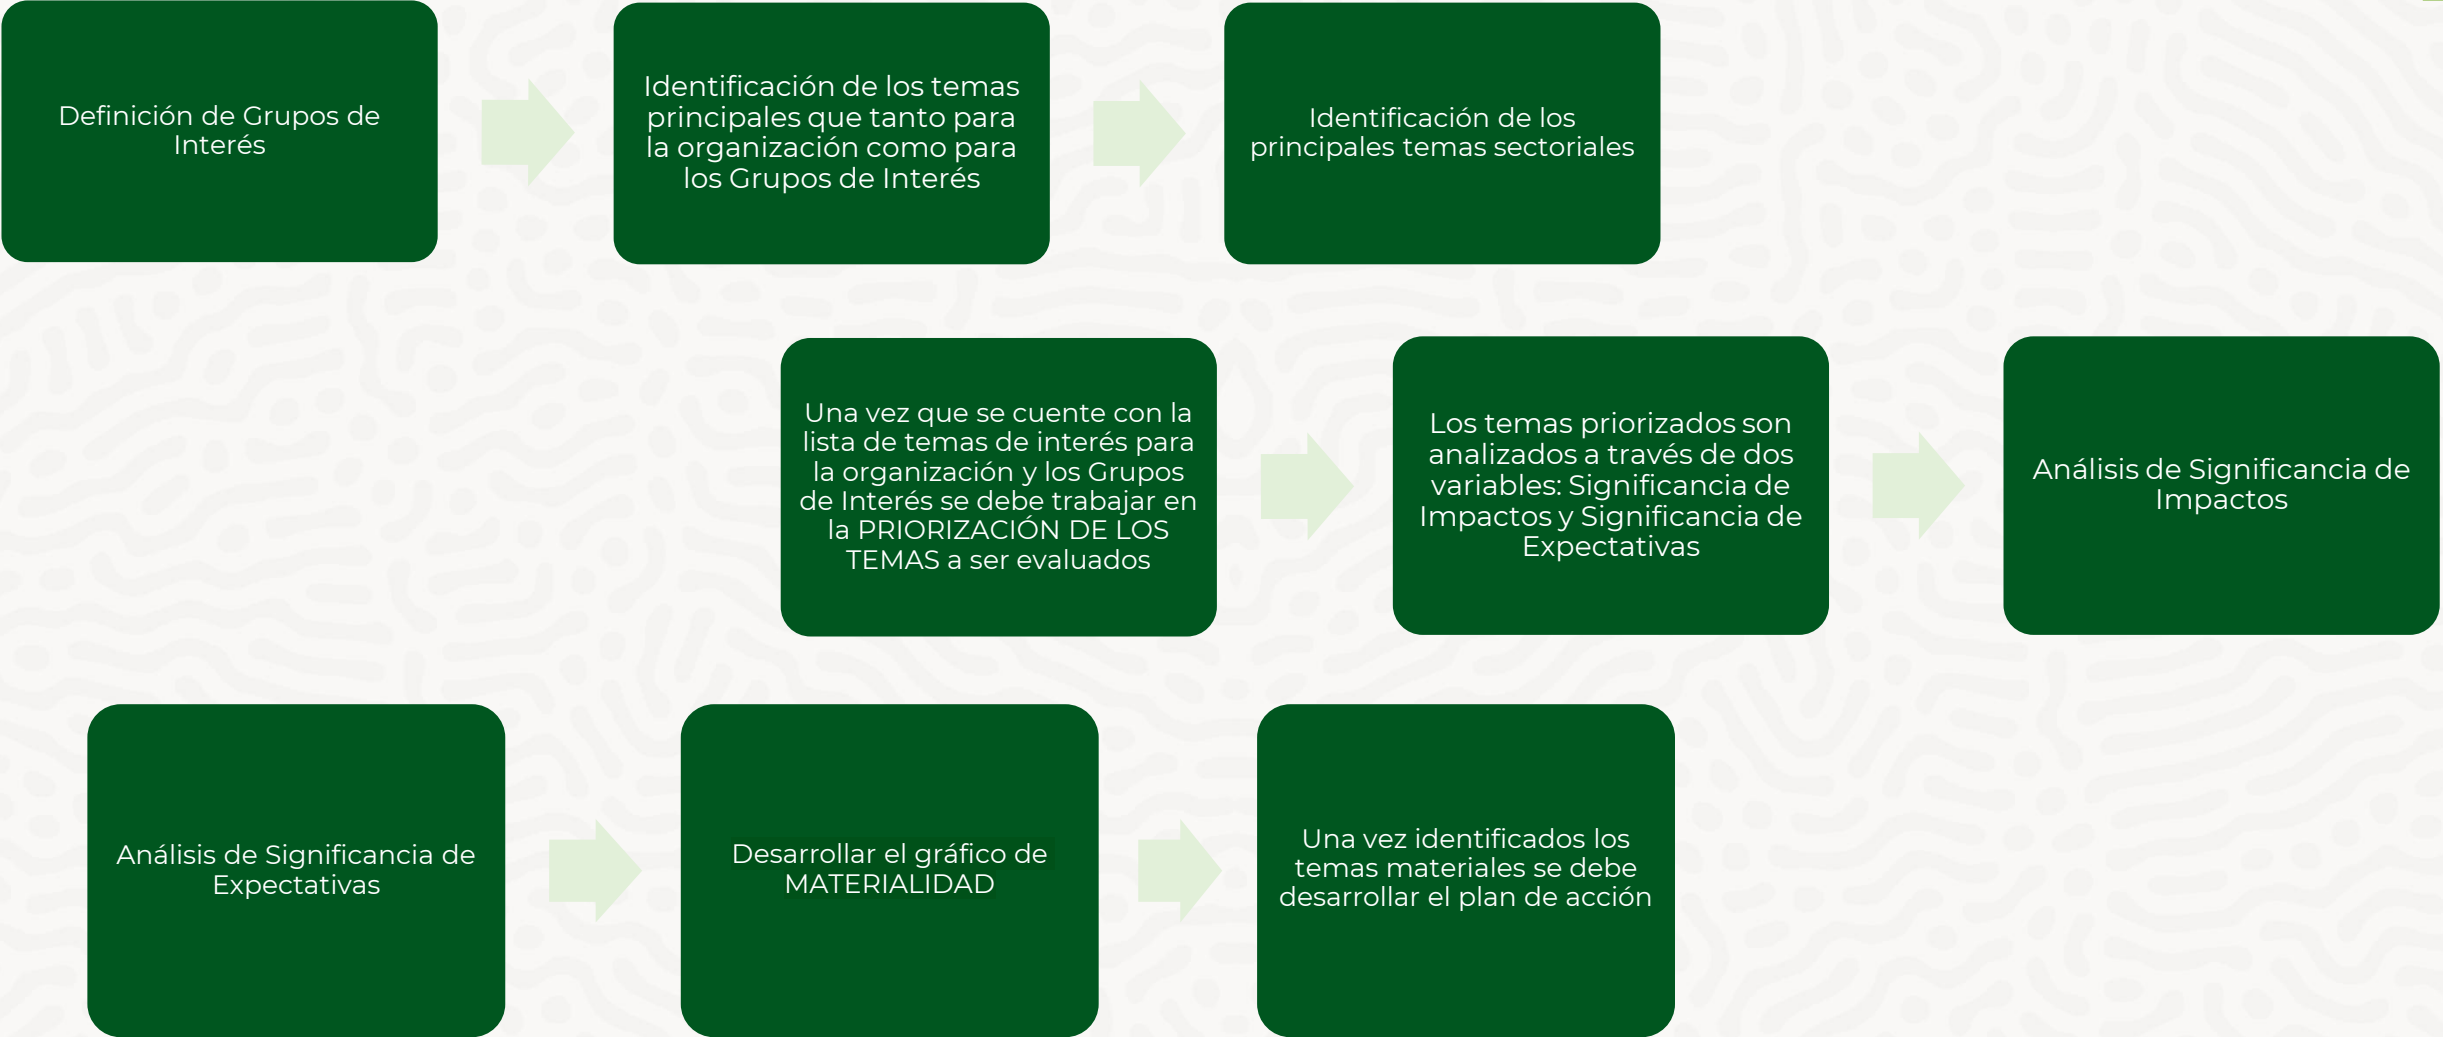 Definición de Grupos de
Interés
Identificación de los temas
principales que tanto para
la organización como para
los Grupos de Interés
Identificación de los
principales temas sectoriales
Una vez que se cuente con la
lista de temas de interés para
la organización y los Grupos
de Interés se debe trabajar en
la PRIORIZACIÓN DE LOS
TEMAS a ser evaluados
Los temas priorizados son
analizados a través de dos
variables: Significancia de
Impactos y Significancia de
Expectativas
Análisis de Significancia de
Impactos
Análisis de Significancia de
Expectativas
Desarrollar el gráfico de
MATERIALIDAD
Una vez identificados los
temas materiales se debe
desarrollar el plan de acción